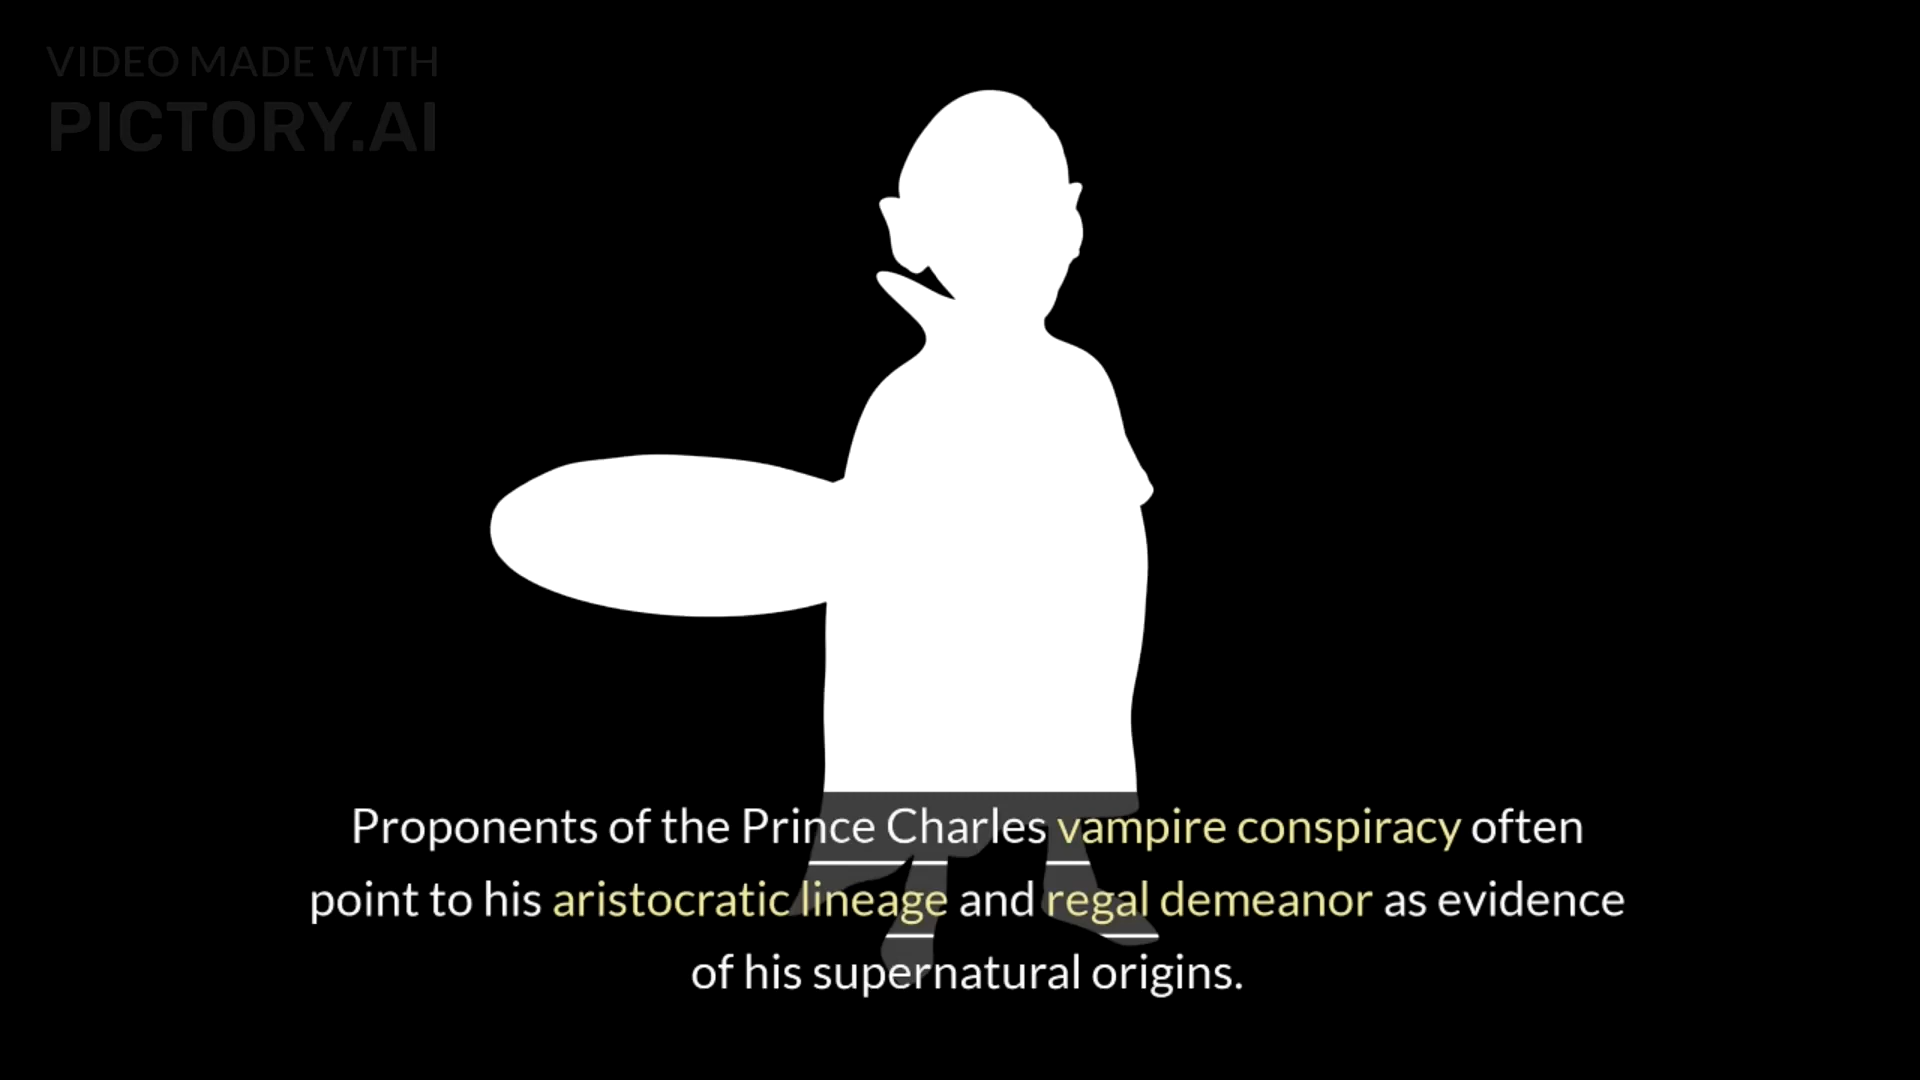 VIDEO MADE WITH
PICTORY.AI
Proponents of the Prince Charles vampire conspiracy often
point to his aristocratic lineage and regal demeanor as evidence
of his supernatural origins.